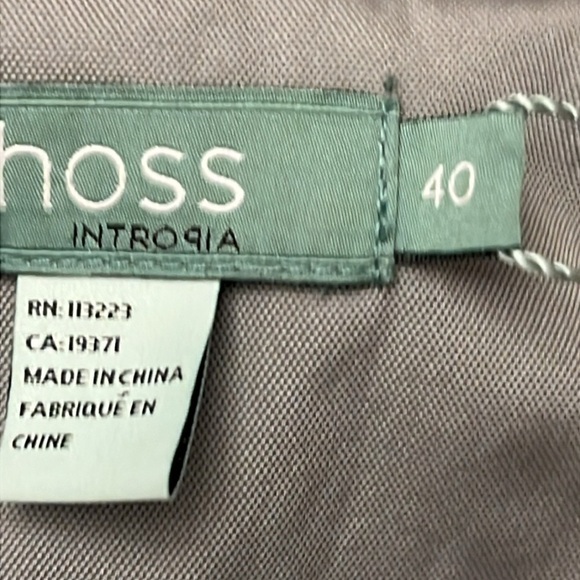 hoss
INTROPIA
40
RN: 113223
CA: 19371
MADE IN CHINA
FABRIQUÉ EN
CHINE